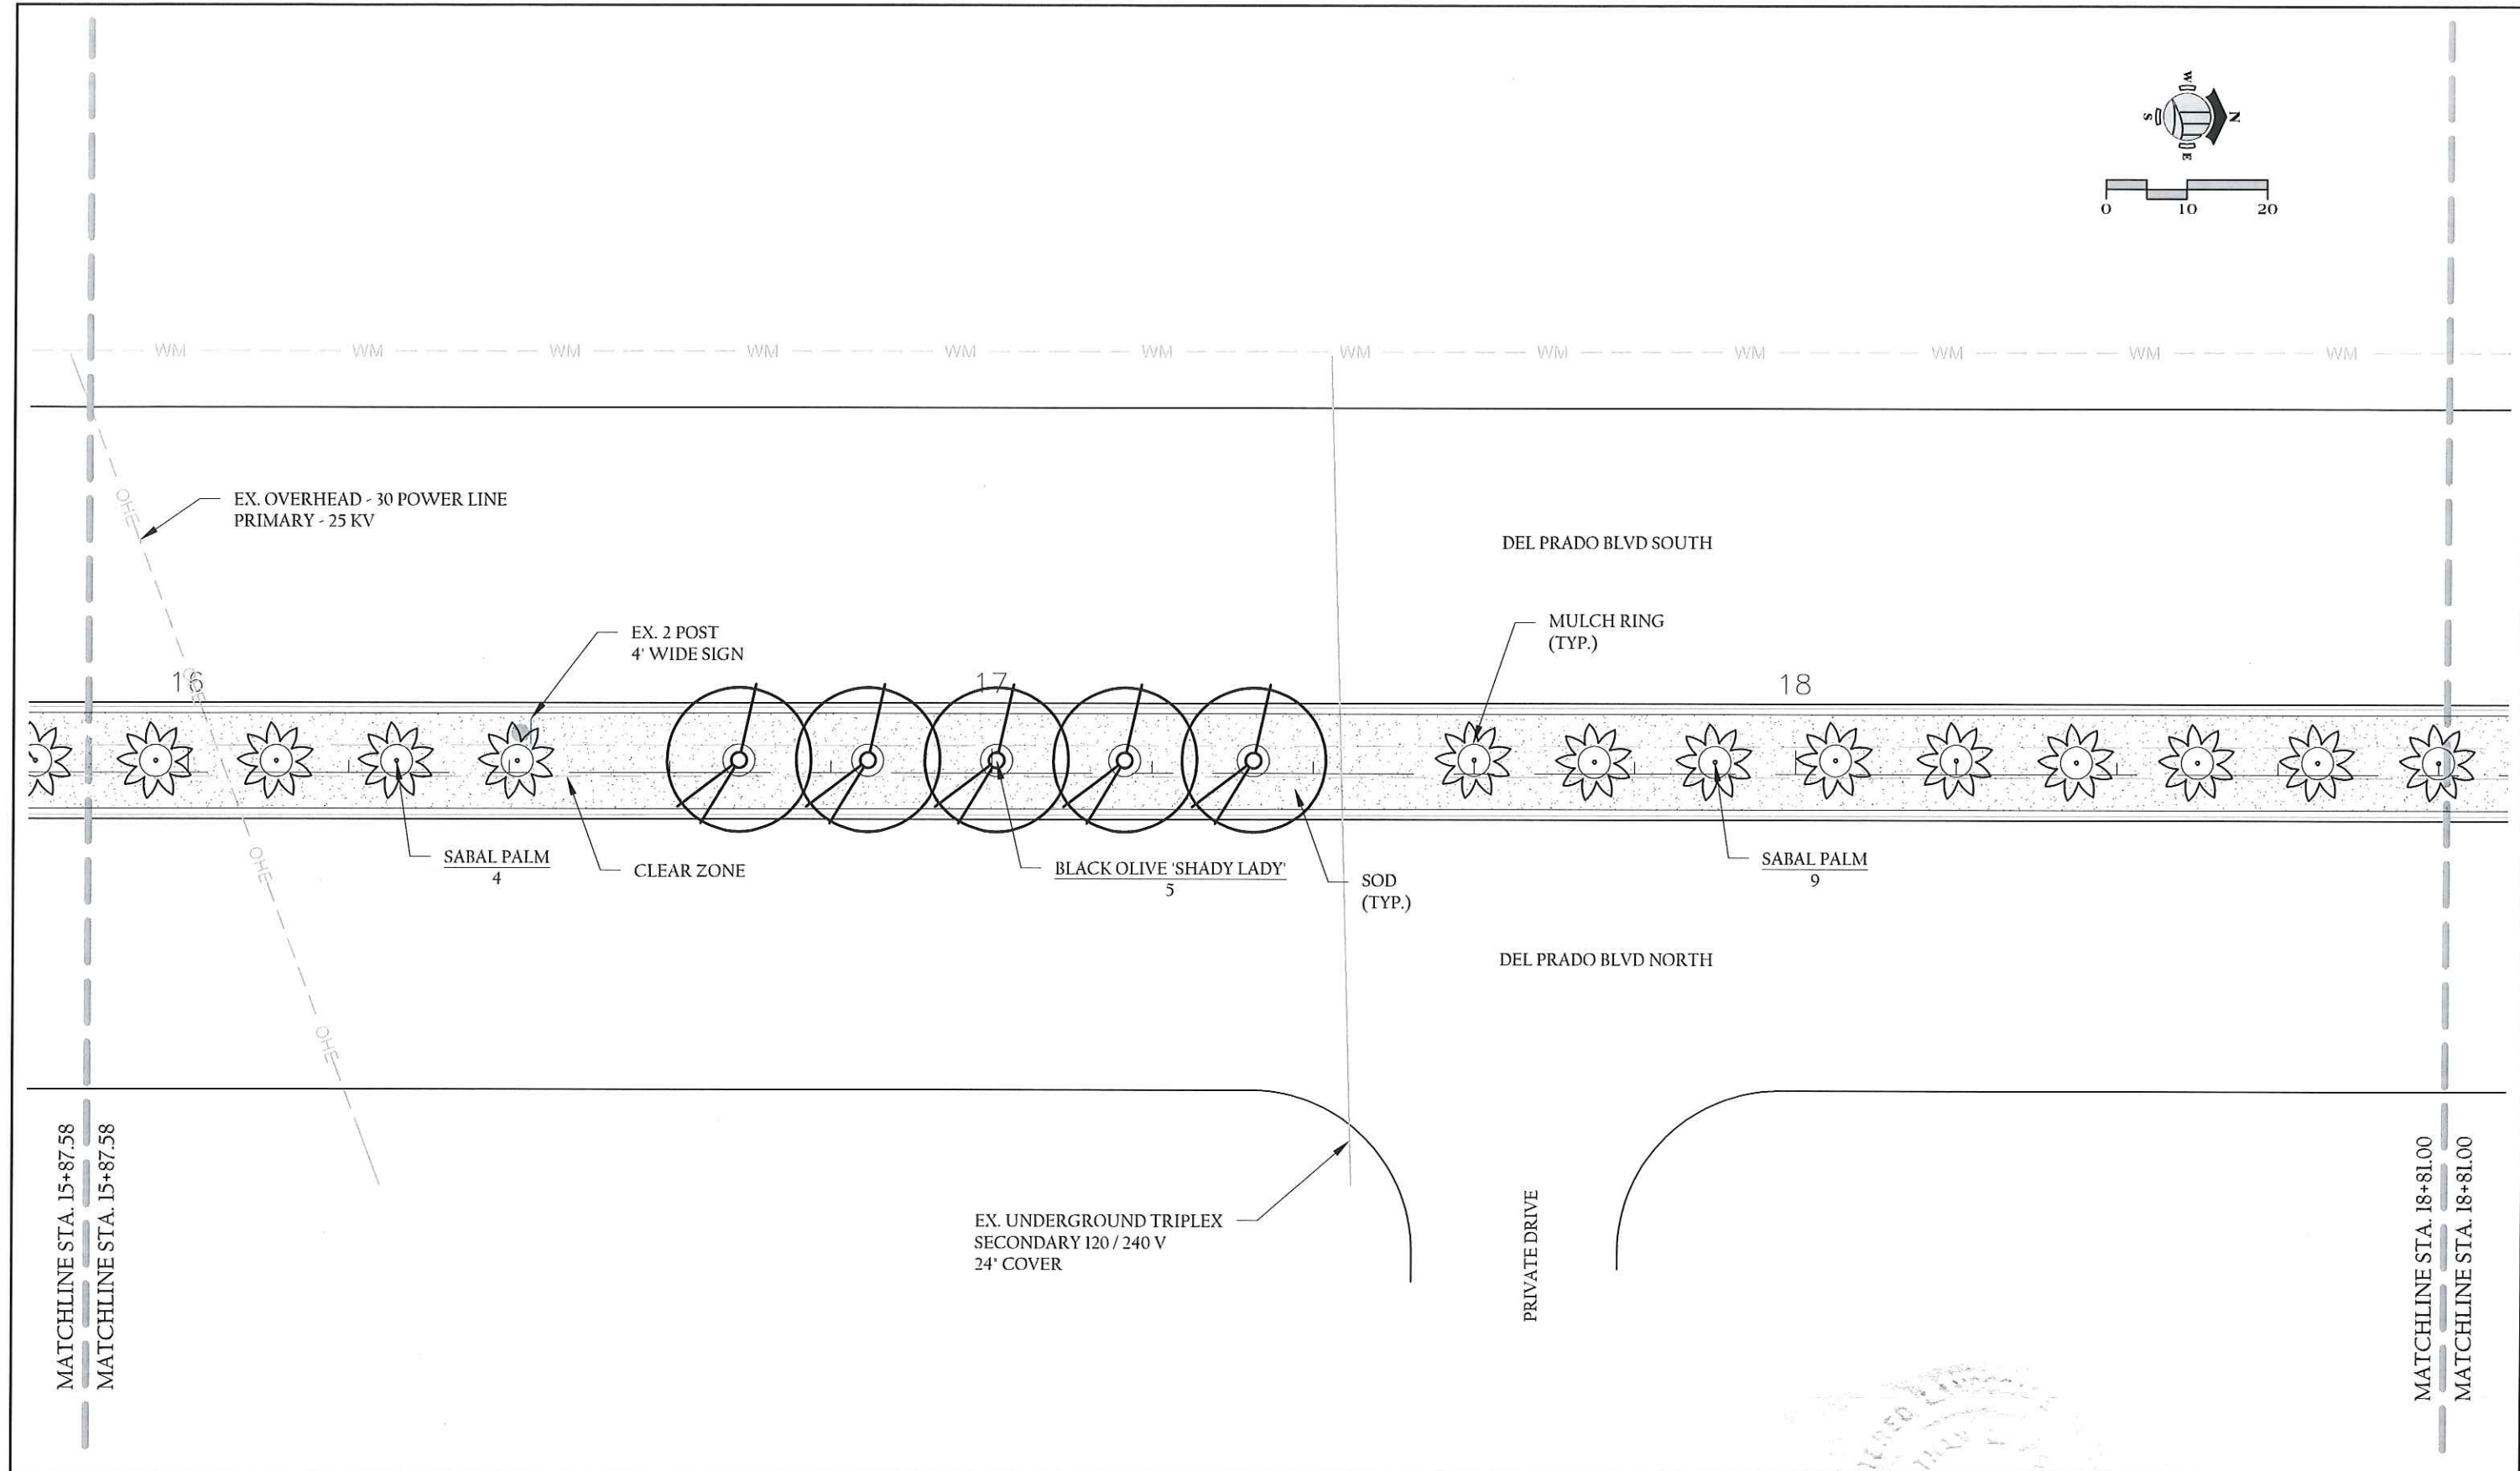 W
S
N
E
0 10 20
WM WM WM WM WM WM WM WM WM WM WM WM
OHE
EX. OVERHEAD - 30 POWER LINE
PRIMARY - 25 KV
DEL PRADO BLVD SOUTH
EX. 2 POST
4' WIDE SIGN
MULCH RING
(TYP.)
16
17
18
OHE
SABAL PALM
4
CLEAR ZONE
BLACK OLIVE 'SHADY LADY'
5
SOD
(TYP.)
SABAL PALM
9
OHE
DEL PRADO BLVD NORTH
OHE
MATCHLINE STA. 15+87.58
MATCHLINE STA. 15+87.58
EX. UNDERGROUND TRIPLEX
SECONDARY 120 / 240 V
24" COVER
PRIVATE DRIVE
MATCHLINE STA. 18+81.00
MATCHLINE STA. 18+81.00